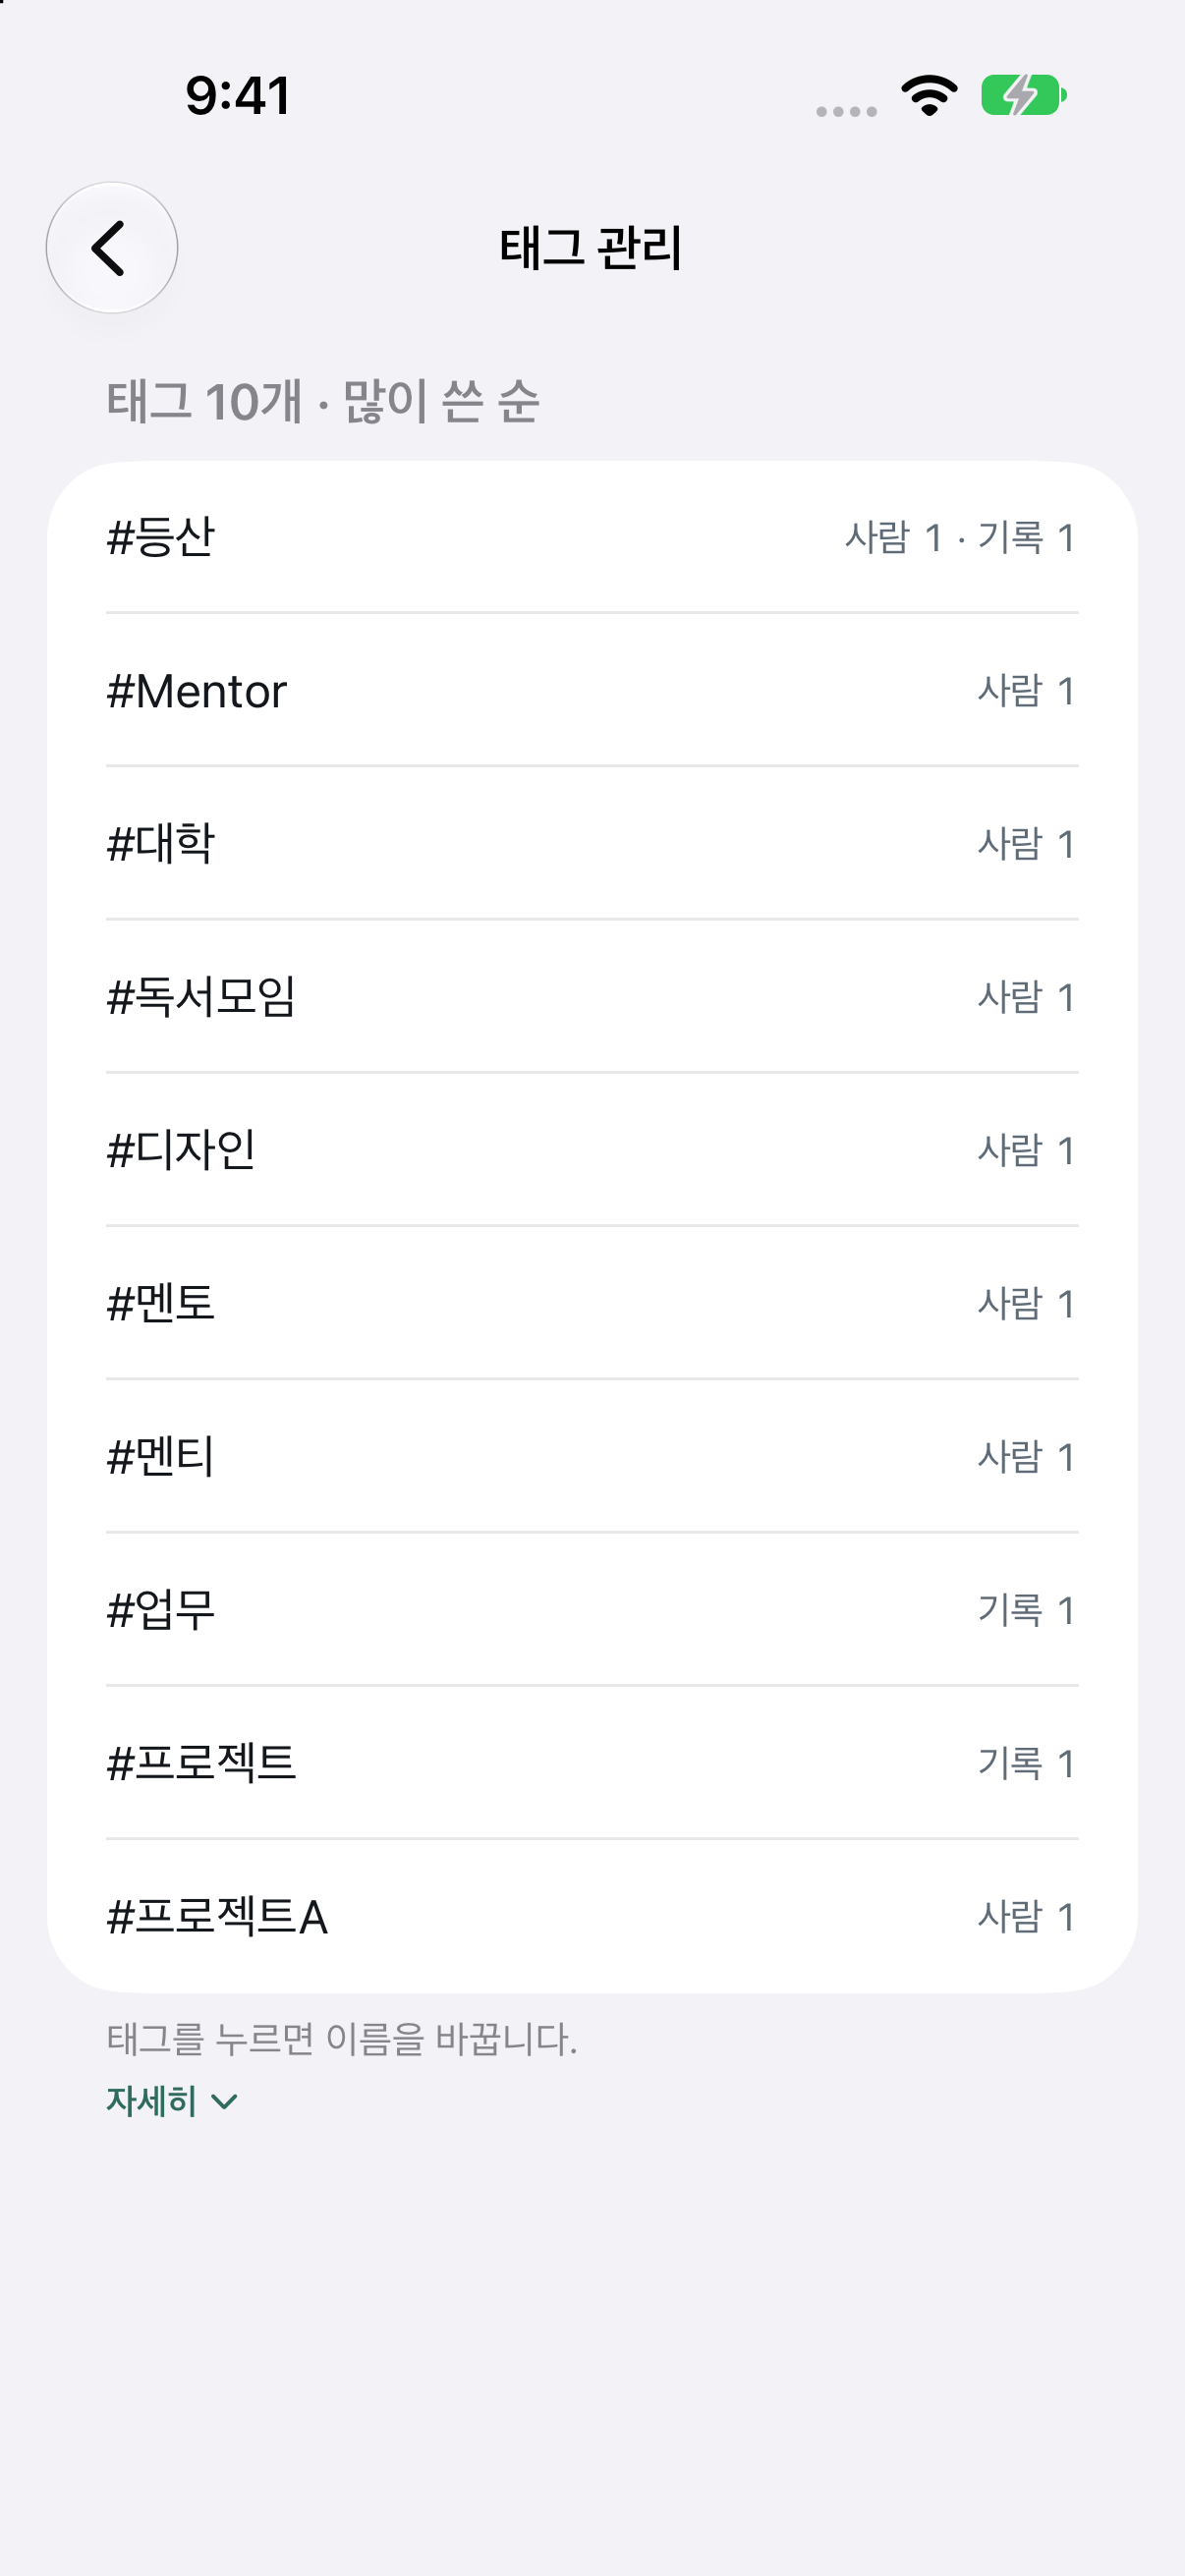 9:41
태그 관리
태그 10개 · 많이 쓴 순
#등산 사람 1 · 기록 1
#Mentor 사람 1
#대학 사람 1
#독서모임 사람 1
#디자인 사람 1
#멘토 사람 1
#멘티 사람 1
#업무 기록 1
#프로젝트 기록 1
#프로젝트A 사람 1
태그를 누르면 이름을 바꿉니다.
자세히